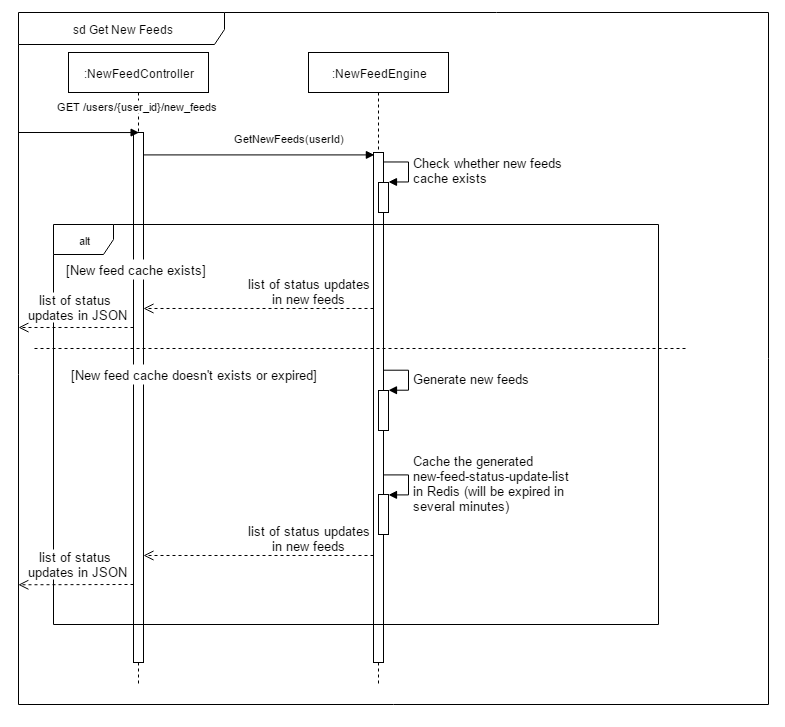 sd Get New Feeds
:NewFeedController
:NewFeedEngine
GET /users/{user_id}/new_feeds
GetNewFeeds(userId)
Check whether new feeds
cache exists
alt
[New feed cache exists]
list of status updates
in new feeds
list of status
updates in JSON
[New feed cache doesn't exists or expired]
Generate new feeds
Cache the generated
new-feed-status-update-list
in Redis (will be expired in
several minutes)
list of status updates
in new feeds
list of status
updates in JSON